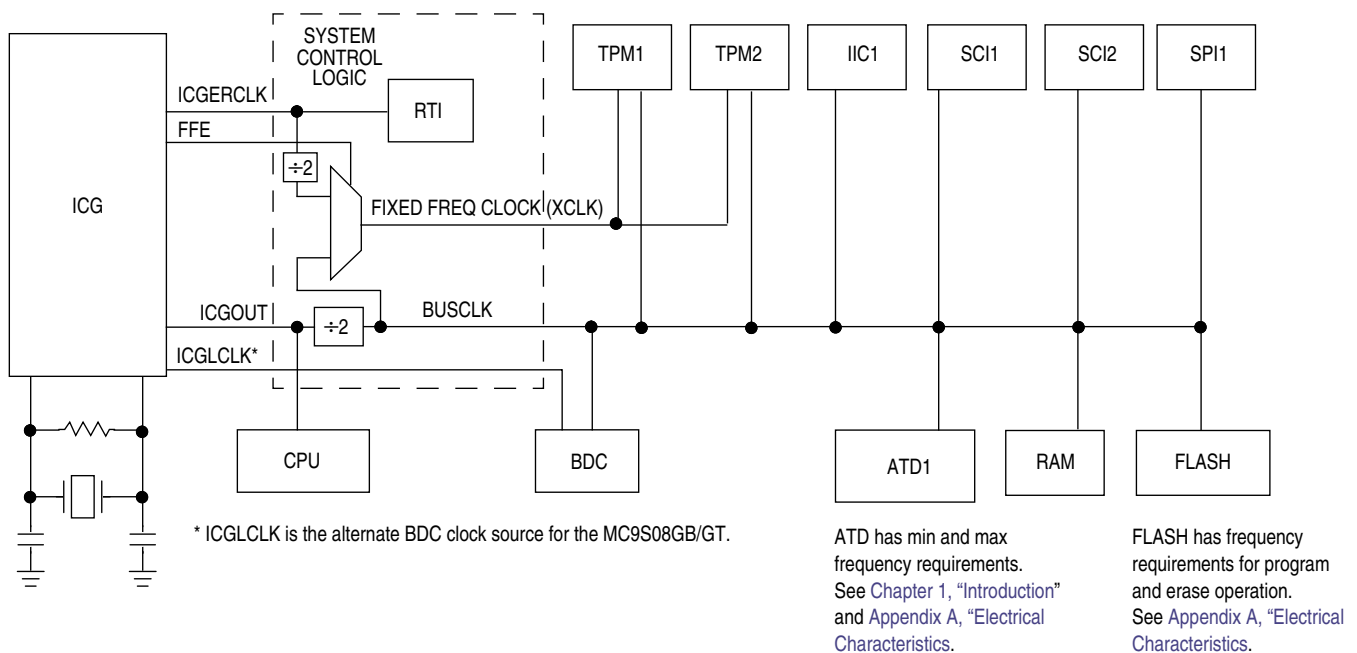 SYSTEM
CONTROL
LOGIC
TPM1
TPM2
IIC1
SCI1
SCI2
SPI1
ICGERCLK
RTI
FFE
÷2
ICG
FIXED FREQ CLOCK (XCLK)
ICGOUT
÷2
BUSCLK
ICGLCLK*
CPU
BDC
ATD1
RAM
FLASH
* ICGLCLK is the alternate BDC clock source for the MC9S08GB/GT.
ATD has min and max
frequency requirements.
See Chapter 1, “Introduction”
and Appendix A, “Electrical
Characteristics.
FLASH has frequency
requirements for program
and erase operation.
See Appendix A, “Electrical
Characteristics.